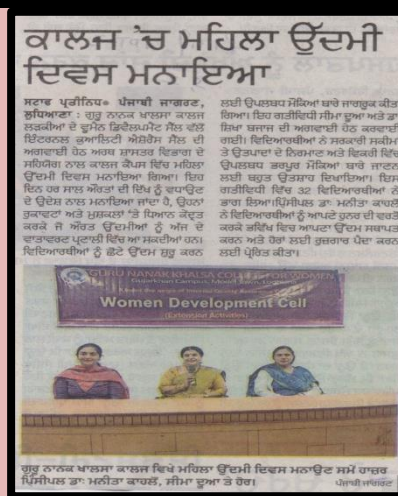 ਕਾਲਜ 'ਚ ਮਹਿਲਾ ਉੱਦਮੀ
ਦਿਵਸ ਮਨਾਇਆ
ਸਟਾਫ ਪ੍ਰਤੀਨਿਧ● ਪੰਜਾਬੀ ਜਾਗਰਣ,
ਲੁਧਿਆਣਾ : ਗੁਰੂ ਨਾਨਕ ਖਾਲਸਾ ਕਾਲਜ
ਲੜਕੀਆਂ ਦੇ ਵੂਮੈਨ ਡਿਵੈਲਪਮੈਂਟ ਸੈੱਲ ਵੱਲੋਂ
ਇੰਟਰਨਲ ਕੁਆਲਿਟੀ ਐਸ਼ੋਰੈਂਸ ਸੈੱਲ ਦੀ
ਅਗਵਾਈ ਹੇਠ ਅਰਥ ਸ਼ਾਸਤਰ ਵਿਭਾਗ ਦੇ
ਸਹਿਯੋਗ ਨਾਲ ਕਾਲਜ ਕੈਂਪਸ ਵਿੱਚ ਮਹਿਲਾ
ਉੱਦਮੀ ਦਿਵਸ ਮਨਾਇਆ ਗਿਆ। ਇਹ
ਦਿਨ ਹਰ ਸਾਲ ਔਰਤਾਂ ਦੀ ਦਿੱਖ ਨੂੰ ਵਧਾਉਣ
ਦੇ ਉਦੇਸ਼ ਨਾਲ ਮਨਾਇਆ ਜਾਂਦਾ ਹੈ, ਉਹਨਾਂ
ਰੁਕਾਵਟਾਂ ਅਤੇ ਮੁਸ਼ਕਲਾਂ 'ਤੇ ਧਿਆਨ ਕੇਂਦ੍ਰਤ
ਕਰਕੇ ਜੋ ਔਰਤ ਉੱਦਮੀਆਂ ਨੂੰ ਅੱਜ ਦੇ
ਵਾਤਾਵਰਣ ਪ੍ਰਣਾਲੀ ਵਿੱਚ ਆ ਸਕਦੀਆਂ ਹਨ।
ਵਿਦਿਆਰਥੀਆਂ ਨੂੰ ਛੋਟੇ ਉੱਦਮ ਸ਼ੁਰੂ ਕਰਨ
ਲਈ ਉਪਲਬਧ ਮੌਕਿਆਂ ਬਾਰੇ ਜਾਗਰੂਕ ਕੀਤਾ
ਗਿਆ। ਇਹ ਗਤੀਵਿਧੀ ਸੀਮਾ ਦੂਆ ਅਤੇ ਡਾ
ਸ਼ਿਖਾ ਬਜਾਜ ਦੀ ਅਗਵਾਈ ਹੇਠ ਕਰਵਾਈ
ਗਈ। ਵਿਦਿਆਰਥੀਆਂ ਨੇ ਸਰਕਾਰੀ ਸਕੀਮਾਂ
ਤੇ ਉਤਪਾਦਾਂ ਦੇ ਨਿਰਮਾਣ ਅਤੇ ਵਿਕਰੀ ਵਿੱਚ
ਉਪਲਬਧ ਭਰਪੂਰ ਮੌਕਿਆਂ ਬਾਰੇ ਜਾਣਨ
ਲਈ ਬਹੁਤ ਉਤਸ਼ਾਹ ਦਿਖਾਇਆ। ਇਸ
ਗਤੀਵਿਧੀ ਵਿੱਚ 32 ਵਿਦਿਆਰਥੀਆਂ ਨੇ
ਭਾਗ ਲਿਆ।ਪ੍ਰਿੰਸੀਪਲ ਡਾ: ਮਨੀਤਾ ਕਾਹਲੋਂ
ਨੇ ਵਿਦਿਆਰਥੀਆਂ ਨੂੰ ਆਪਣੇ ਹੁਨਰ ਦੀ ਵਰਤੋਂ
ਕਰਕੇ ਭਵਿੱਖ ਵਿਚ ਆਪਣਾ ਉੱਦਮ ਸਥਾਪਤ
ਕਰਨ ਅਤੇ ਹੋਰਾਂ ਲਈ ਰੁਜ਼ਗਾਰ ਪੈਦਾ ਕਰਨ
ਲਈ ਪ੍ਰੇਰਿਤ ਕੀਤਾ।
GURU NANAK KHALSA COLLEGE FOR WOMEN
Women Development Cell
(Extension Activities)
ਗੁਰੂ ਨਾਨਕ ਖਾਲਸਾ ਕਾਲਜ ਵਿਖੇ ਮਹਿਲਾ ਉੱਦਮੀ ਦਿਵਸ ਮਨਾਉਣ ਸਮੇਂ ਹਾਜ਼ਰ
ਪ੍ਰਿੰਸੀਪਲ ਡਾ: ਮਨੀਤਾ ਕਾਹਲੋਂ, ਸੀਮਾ ਦੂਆ ਤੇ ਹੋਰ।
ਪੰਜਾਬੀ ਜਾਗਰਣ